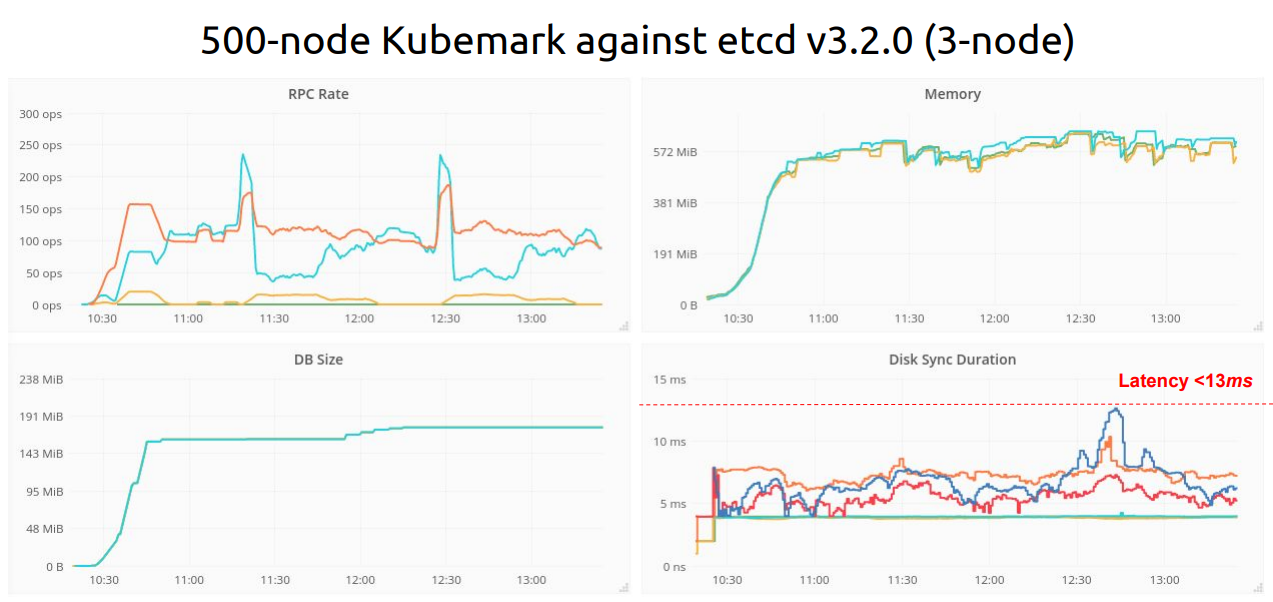 500-node Kubemark against etcd v3.2.0 (3-node)
RPC Rate
300 ops
250 ops
200 ops
150 ops
100 ops
50 ops
0 ops
10:30 11:00 11:30 12:00 12:30 13:00
Memory
572 MiB
381 MiB
191 MiB
0 B
10:30 11:00 11:30 12:00 12:30 13:00
DB Size
238 MiB
191 MiB
143 MiB
95 MiB
48 MiB
0 B
10:30 11:00 11:30 12:00 12:30 13:00
Disk Sync Duration
Latency <13ms
15 ms
10 ms
5 ms
0 ns
10:30 11:00 11:30 12:00 12:30 13:00